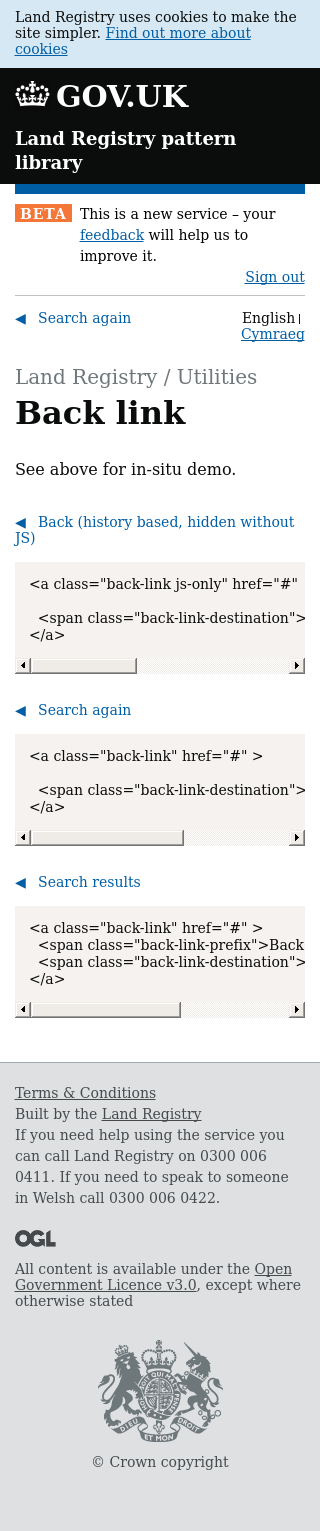 Land Registry uses cookies to make the
site simpler. Find out more about
cookies
GOV.UK
Land Registry pattern
library
BETA This is a new service – your
feedback will help us to
improve it.
Sign out
◀ Search again English |
Cymraeg
Land Registry / Utilities
Back link
See above for in-situ demo.
◀ Back (history based, hidden without
JS)
<a class="back-link js-only" href="#"
<span class="back-link-destination">
</a>
◀ Search again
<a class="back-link" href="#" >
<span class="back-link-destination">
</a>
◀ Search results
<a class="back-link" href="#" >
<span class="back-link-prefix">Back
<span class="back-link-destination">
</a>
Terms & Conditions
Built by the Land Registry
If you need help using the service you
can call Land Registry on 0300 006
0411. If you need to speak to someone
in Welsh call 0300 006 0422.
OGL
All content is available under the Open
Government Licence v3.0, except where
otherwise stated
DIEU ET MON DROIT
© Crown copyright